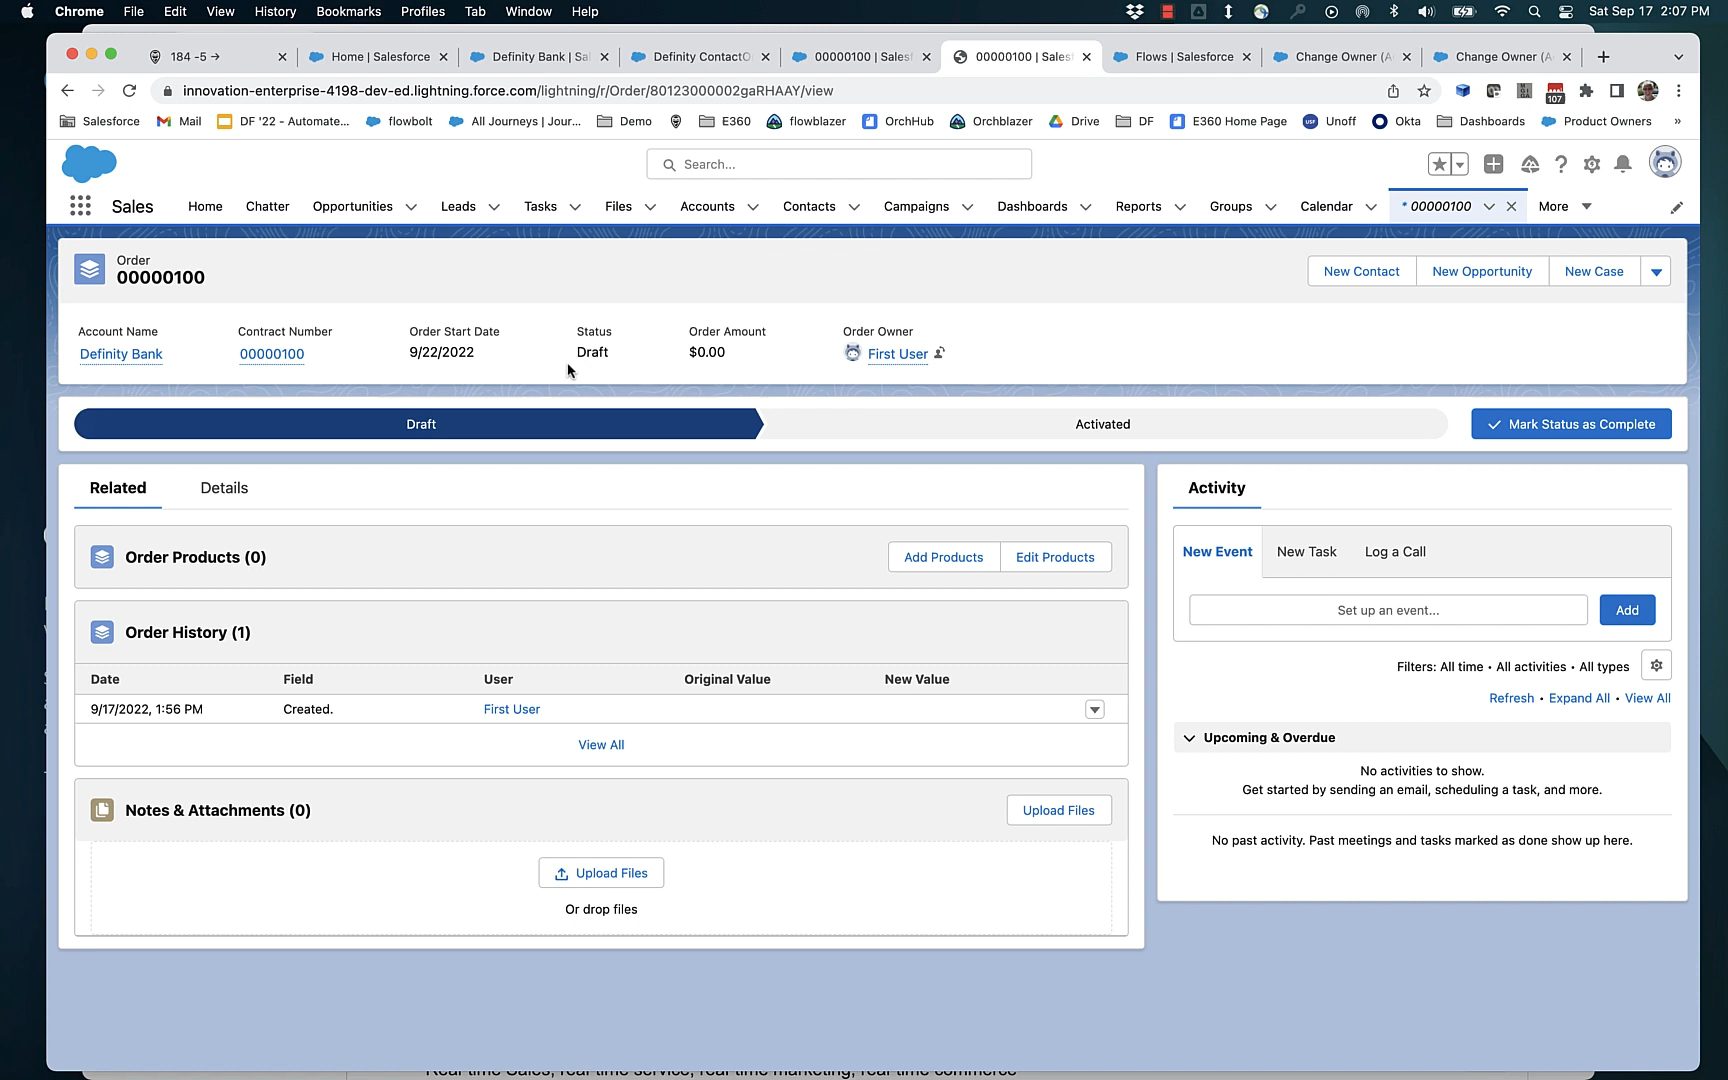 Chrome File Edit View History Bookmarks Profiles Tab Window Help Sat Sep 17 2:07 PM
184 -5 → Home | Salesforce Definity Bank | Sal Definity ContactO 00000100 | Sales 00000100 | Sales Flows | Salesforce Change Owner (A Change Owner (A
innovation-enterprise-4198-dev-ed.lightning.force.com/lightning/r/Order/80123000002gaRHAAY/view 107
Salesforce Mail DF '22 - Automate... flowbolt All Journeys | Jour... Demo E360 flowblazer OrchHub Orchblazer Drive DF E360 Home Page Unoff Okta Dashboards Product Owners »
Search...
Sales Home Chatter Opportunities Leads Tasks Files Accounts Contacts Campaigns Dashboards Reports Groups Calendar * 00000100 More
Order
00000100
New Contact New Opportunity New Case
Account Name Contract Number Order Start Date Status Order Amount Order Owner
Definity Bank 00000100 9/22/2022 Draft $0.00 First User
Draft Activated Mark Status as Complete
Related Details
Activity
Order Products (0) Add Products Edit Products
New Event New Task Log a Call
Set up an event... Add
Order History (1)
Date Field User Original Value New Value
9/17/2022, 1:56 PM Created. First User
View All
Filters: All time • All activities • All types
Refresh • Expand All • View All
Upcoming & Overdue
No activities to show.
Get started by sending an email, scheduling a task, and more.
No past activity. Past meetings and tasks marked as done show up here.
Notes & Attachments (0) Upload Files
Upload Files
Or drop files
Real-time Sales, real-time service, real-time marketing, real-time commerce